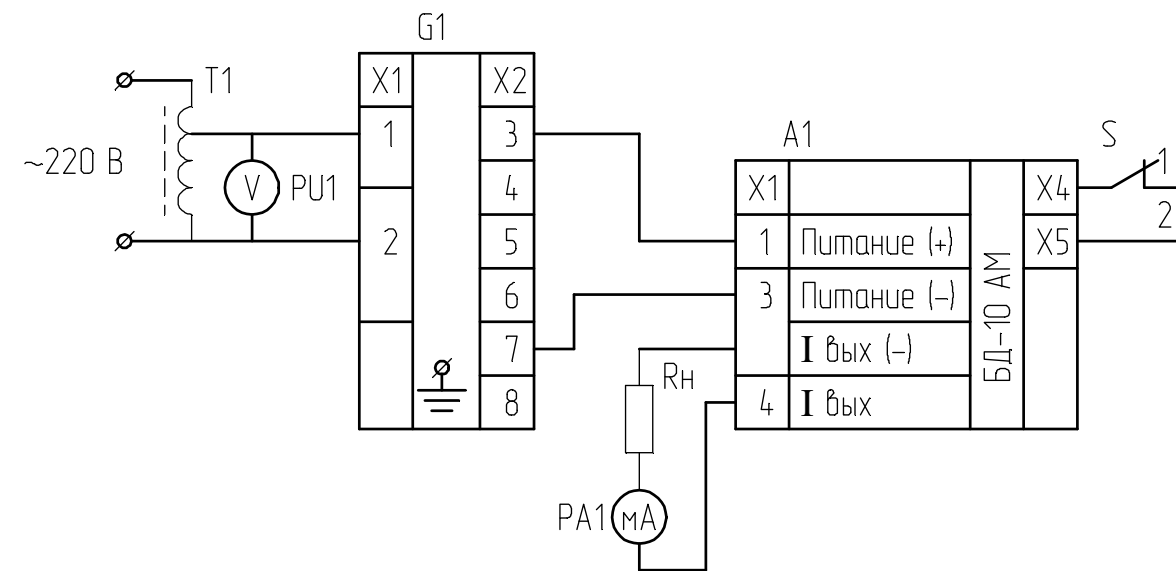 G1
X1
X2
T1
~220 В
V
PU1
1
2
3
4
5
6
7
8
A1
X1
1
Питание (+)
3
Питание (–)
I вых (–)
4
I вых
БД-10 АМ
X4
X5
S
1
2
Rн
PA1
мА